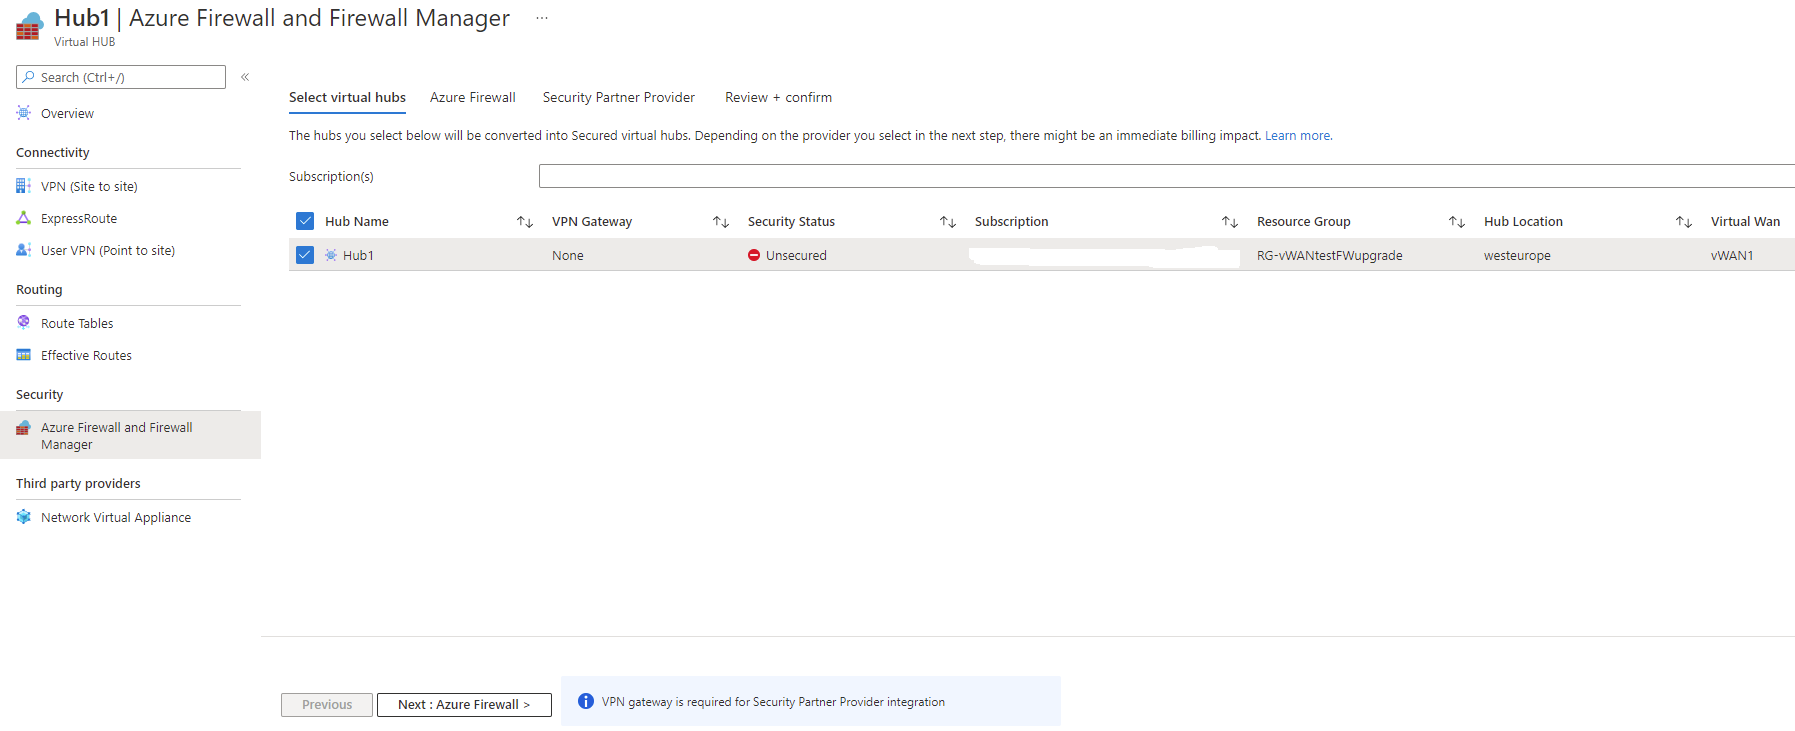 Hub1 | Azure Firewall and Firewall Manager ...
Virtual HUB
Search (Ctrl+/)
«
Overview
Connectivity
VPN (Site to site)
ExpressRoute
User VPN (Point to site)
Routing
Route Tables
Effective Routes
Security
Azure Firewall and Firewall
Manager
Third party providers
Network Virtual Appliance
Select virtual hubs Azure Firewall Security Partner Provider Review + confirm
The hubs you select below will be converted into Secured virtual hubs. Depending on the provider you select in the next step, there might be an immediate billing impact. Learn more.
Subscription(s)
Hub Name ↑↓ VPN Gateway ↑↓ Security Status ↑↓ Subscription ↑↓ Resource Group ↑↓ Hub Location ↑↓ Virtual Wan
Hub1 None Unsecured RG-vWANtestFWupgrade westeurope vWAN1
Previous Next : Azure Firewall > VPN gateway is required for Security Partner Provider integration